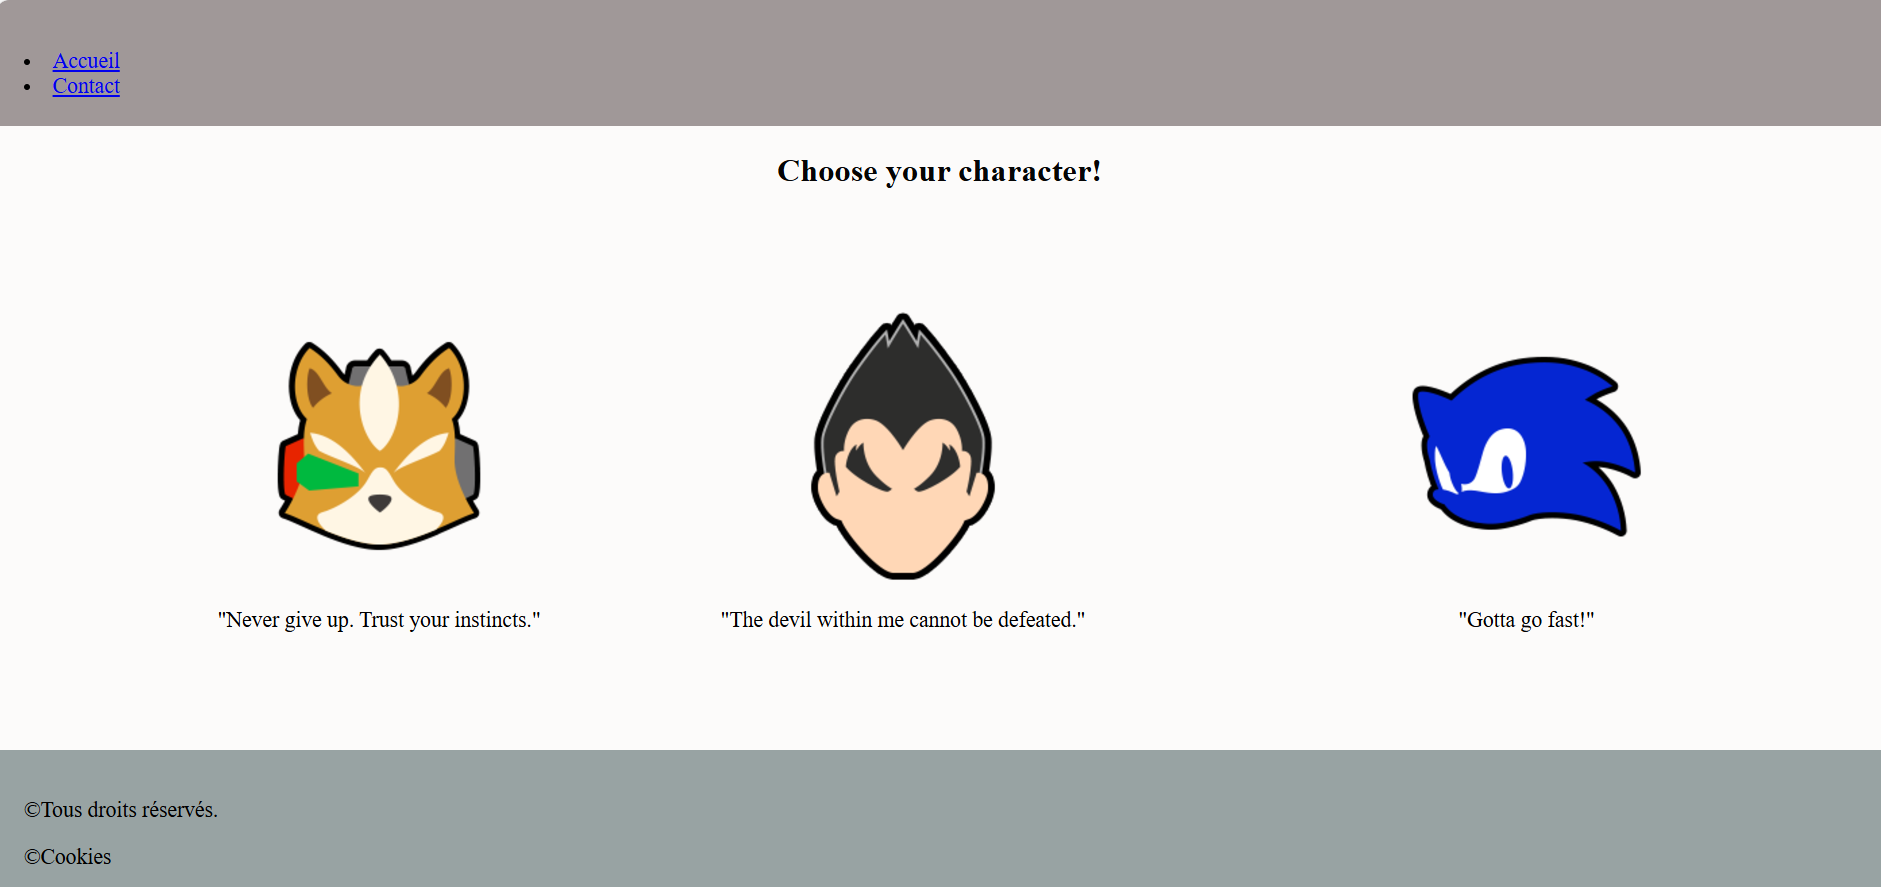 Accueil
Contact
Choose your character!
"Never give up. Trust your instincts."
"The devil within me cannot be defeated."
"Gotta go fast!"
©Tous droits réservés.
©Cookies